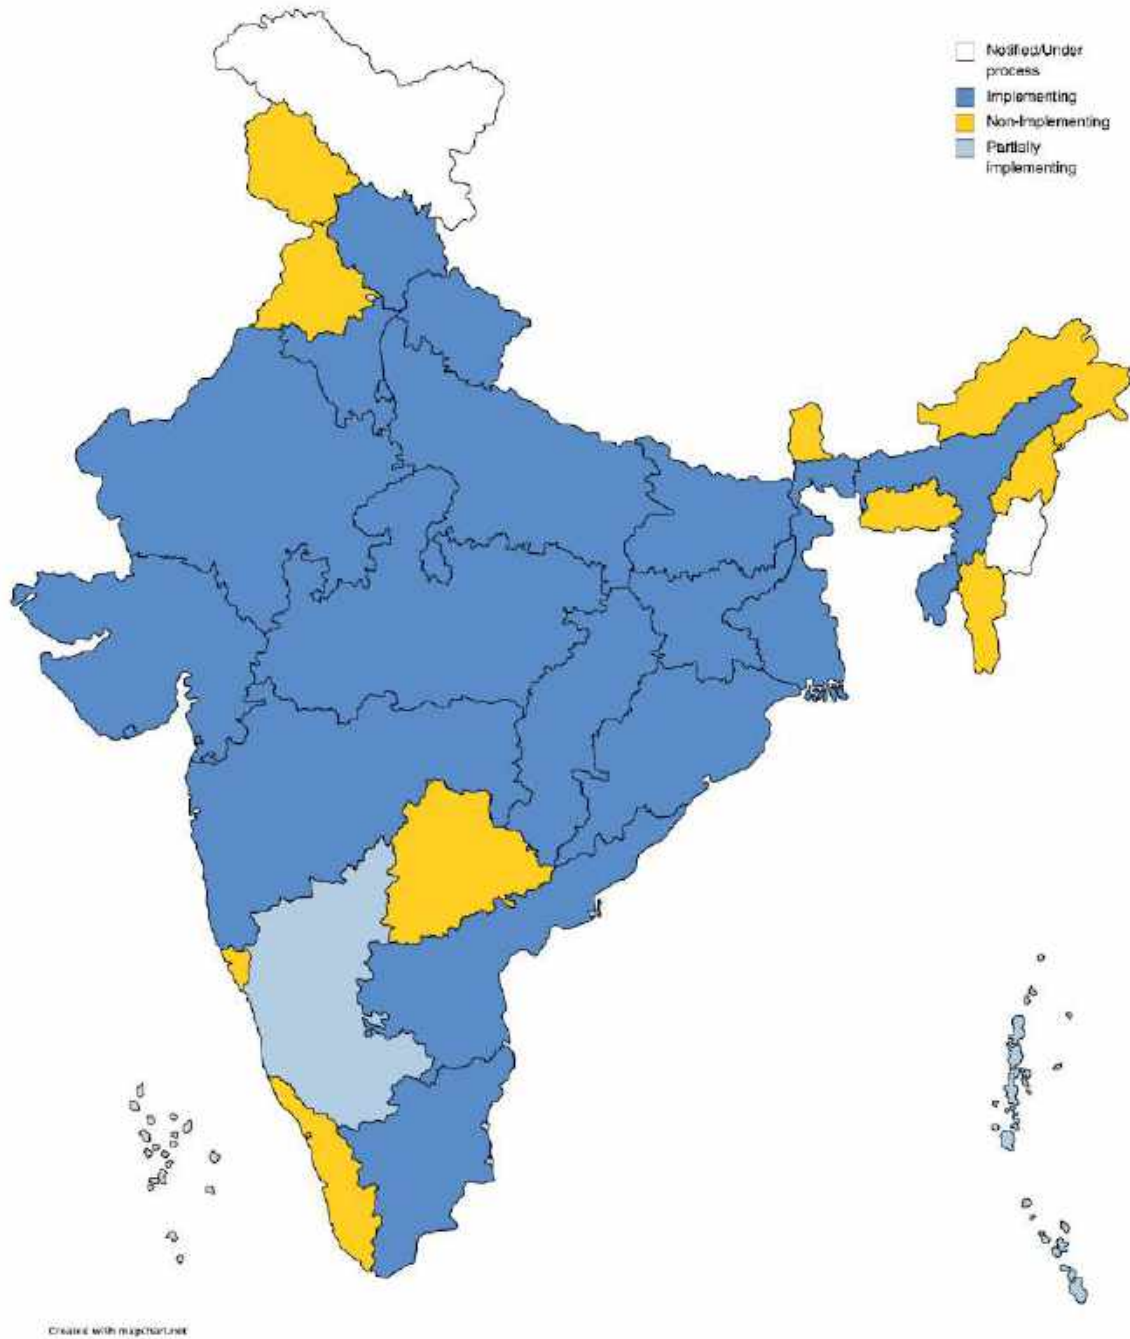 Notified/Under
process
Implementing
Non-Implementing
Partially
implementing
Created with mapchart.net